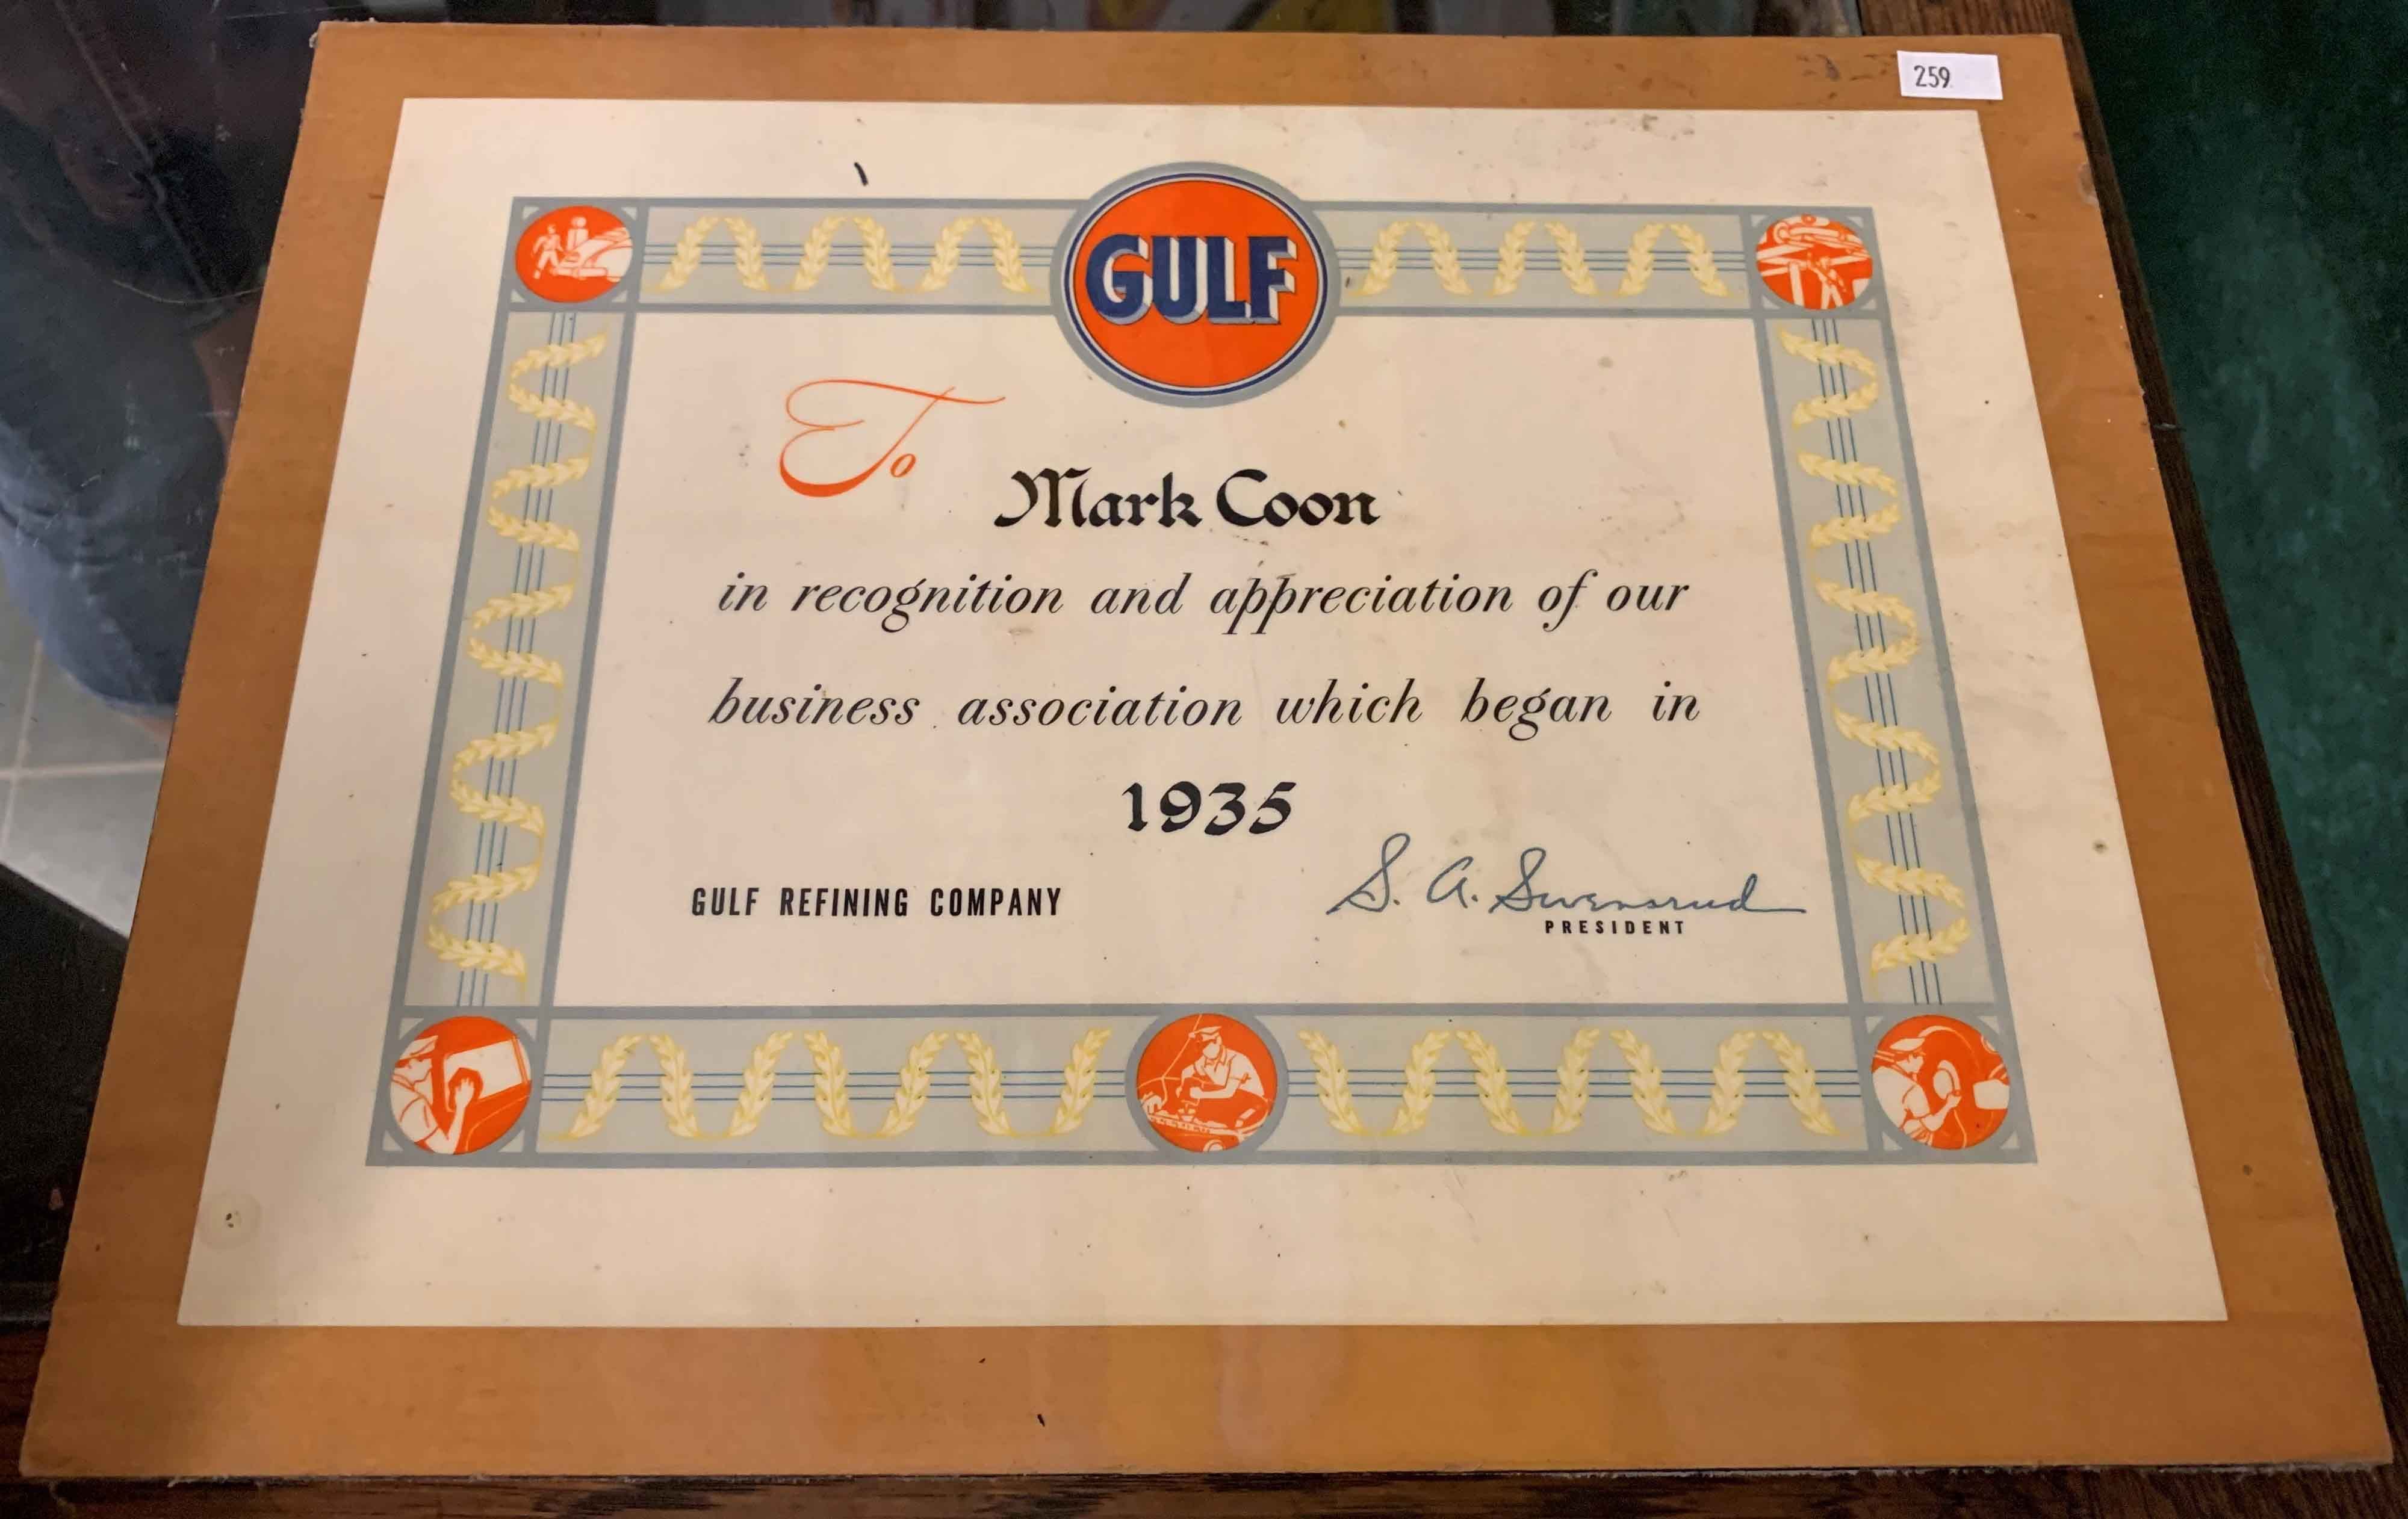 259
GULF
To
Mark Coon
in recognition and appreciation of our
business association which began in
1935
GULF REFINING COMPANY
S. A. Swensrud
PRESIDENT